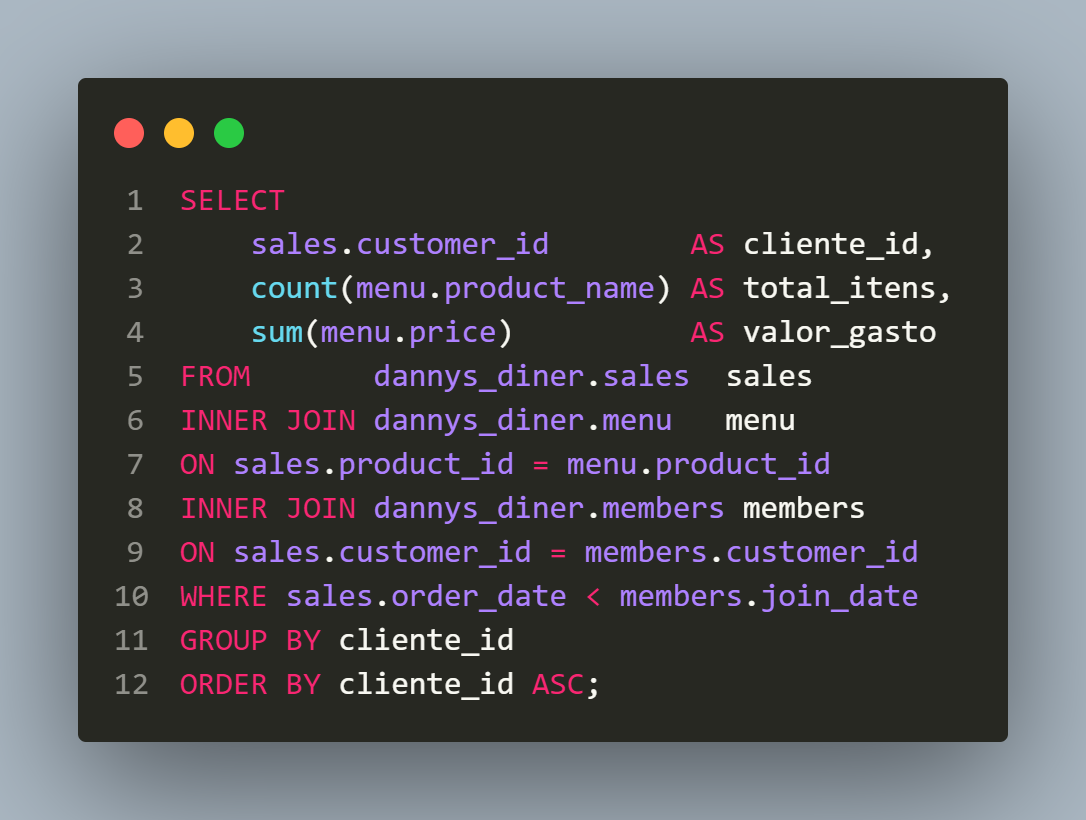 1 SELECT
2     sales.customer_id        AS cliente_id,
3     count(menu.product_name) AS total_itens,
4     sum(menu.price)          AS valor_gasto
5 FROM       dannys_diner.sales  sales
6 INNER JOIN dannys_diner.menu   menu
7 ON sales.product_id = menu.product_id
8 INNER JOIN dannys_diner.members members
9 ON sales.customer_id = members.customer_id
10 WHERE sales.order_date < members.join_date
11 GROUP BY cliente_id
12 ORDER BY cliente_id ASC;